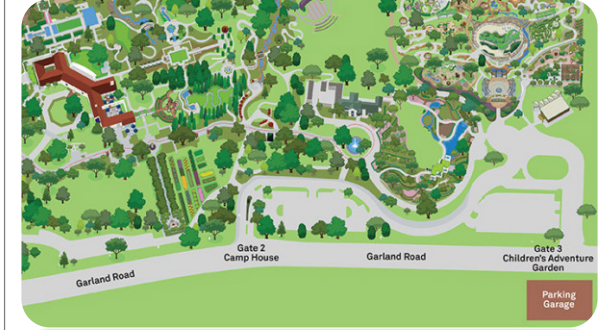 Gate 2
Camp House
Garland Road
Gate 3
Children's Adventure
Garden
Garland Road
Parking
Garage